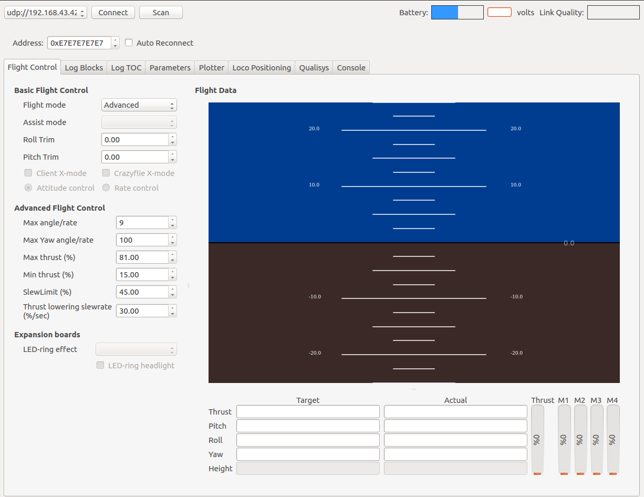 udp://192.168.43.42 Connect Scan Battery: volts Link Quality:
Address: 0xE7E7E7E7E7 Auto Reconnect
Flight Control Log Blocks Log TOC Parameters Plotter Loco Positioning Qualisys Console
Basic Flight Control
Flight mode Advanced
Assist mode
Roll Trim 0.00
Pitch Trim 0.00
Client X-mode Crazyflie X-mode
Attitude control Rate control
Advanced Flight Control
Max angle/rate 9
Max Yaw angle/rate 100
Max thrust (%) 81.00
Min thrust (%) 15.00
SlewLimit (%) 45.00
Thrust lowering slewrate
(%/sec) 30.00
Expansion boards
LED-ring effect
LED-ring headlight
Flight Data
20.0 20.0
10.0 10.0
0.0
-10.0 -10.0
-20.0 -20.0
Target Actual Thrust M1 M2 M3 M4
Thrust
Pitch
Roll
Yaw
Height
0% 0% 0% 0% 0%